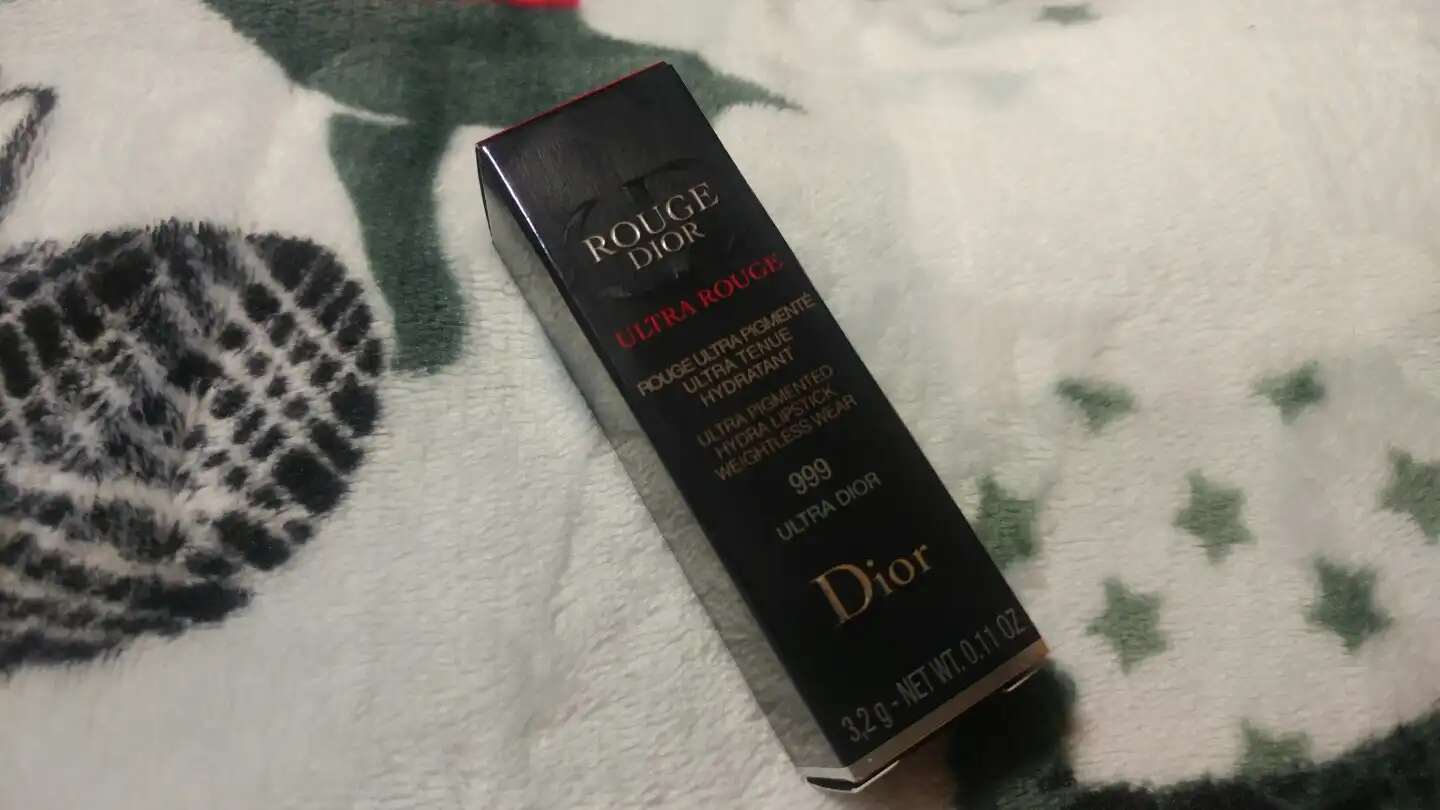 ROUGE
DIOR
ULTRA ROUGE
ROUGE ULTRA PIGMENTÉ
ULTRA TENUE
HYDRATANT
ULTRA PIGMENTED
HYDRA LIPSTICK
WEIGHTLESS WEAR
999
ULTRA DIOR
Dior
3,2 g - NET WT. 0.11 OZ